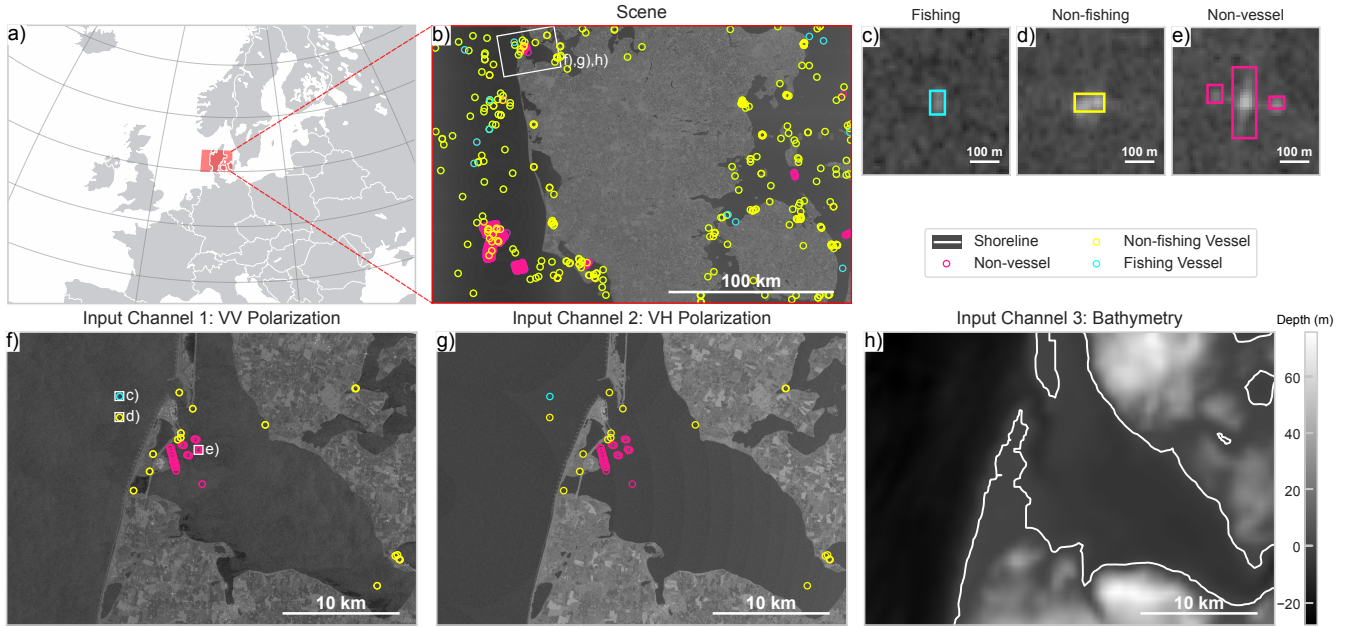 a)
Scene
b)
f),g),h)
100 km
Fishing
c)
100 m
Non-fishing
d)
100 m
Non-vessel
e)
100 m
Shoreline
Non-fishing Vessel
Non-vessel
Fishing Vessel
Input Channel 1: VV Polarization
f)
c)
d)
e)
10 km
Input Channel 2: VH Polarization
g)
10 km
Input Channel 3: Bathymetry
h)
10 km
Depth (m)
60
40
20
0
−20